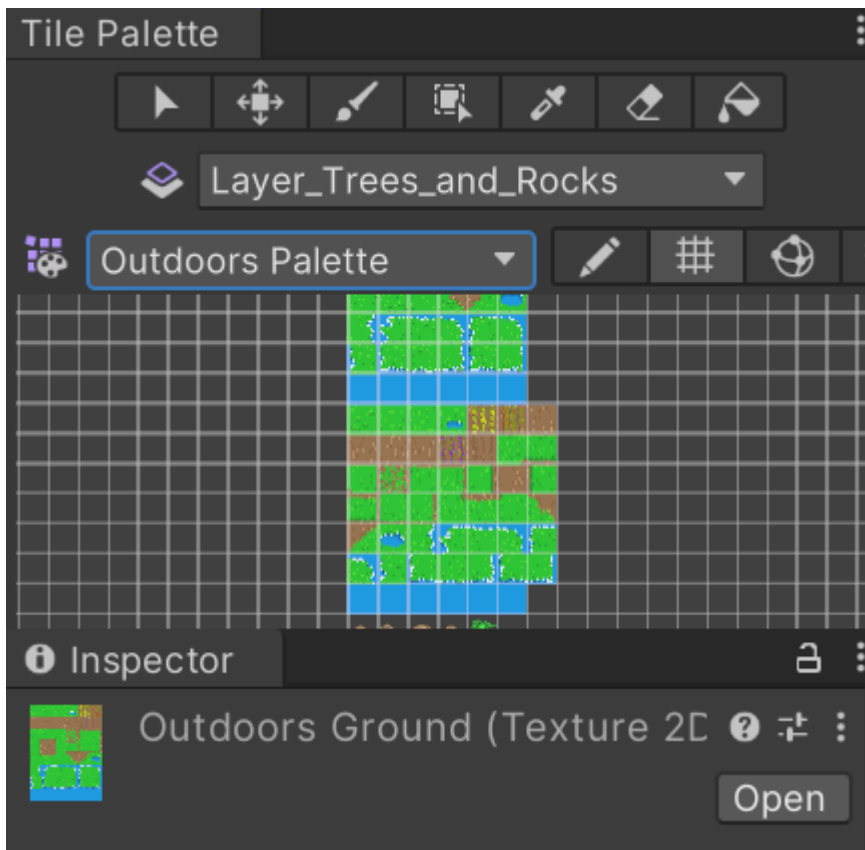 Tile Palette
Layer_Trees_and_Rocks
Outdoors Palette
Inspector
Outdoors Ground (Texture 2D
Open